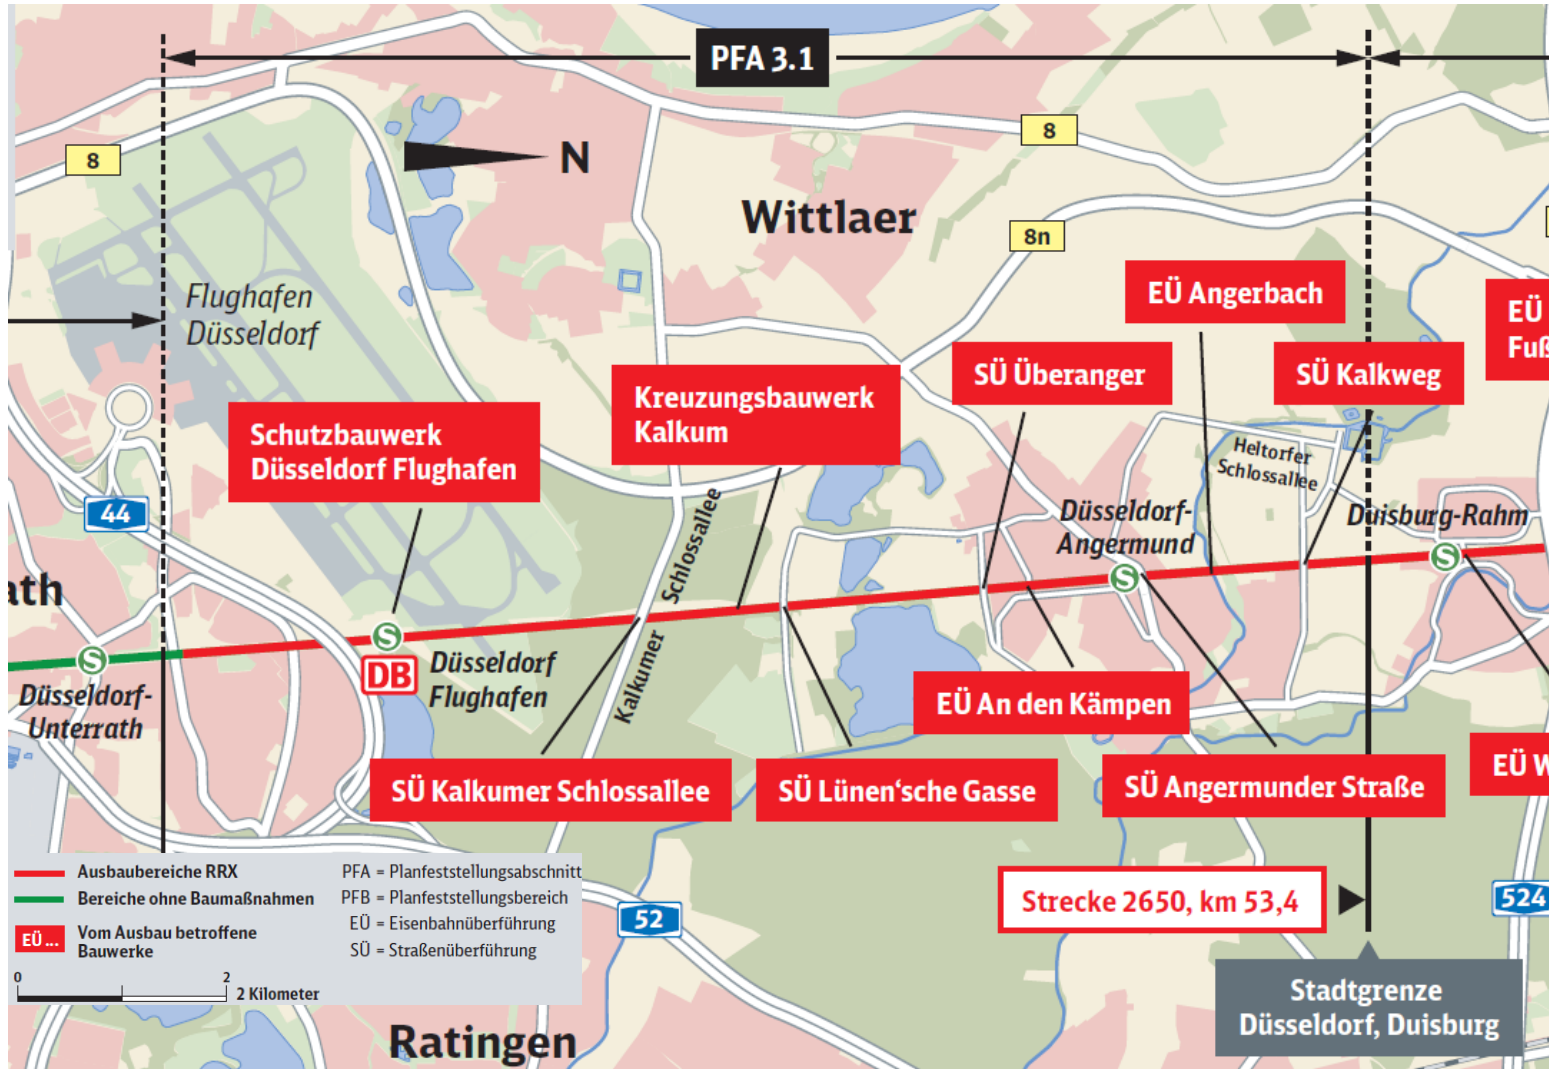 PFA 3.1
8
8
N
Wittlaer
8n
EÜ Angerbach
Flughafen
Düsseldorf
EÜ
Fuß
SÜ Überanger
SÜ Kalkweg
Kreuzungsbauwerk
Kalkum
Schutzbauwerk
Düsseldorf Flughafen
Heltorfer
Schlossallee
44
Düsseldorf-
Angermund
Duisburg-Rahm
Kalkumer Schlossallee
S
S
ath
S
S
DB
Düsseldorf
Flughafen
Düsseldorf-
Unterrath
EÜ An den Kämpen
EÜ W
SÜ Kalkumer Schlossallee
SÜ Lünen‘sche Gasse
SÜ Angermunder Straße
Ausbaubereiche RRX
Bereiche ohne Baumaßnahmen
EÜ ...
Vom Ausbau betroffene
Bauwerke
0
2
2 Kilometer
PFA = Planfeststellungsabschnitt
PFB = Planfeststellungsbereich
EÜ = Eisenbahnüberführung
SÜ = Straßenüberführung
52
Strecke 2650, km 53,4
524
Stadtgrenze
Düsseldorf, Duisburg
Ratingen